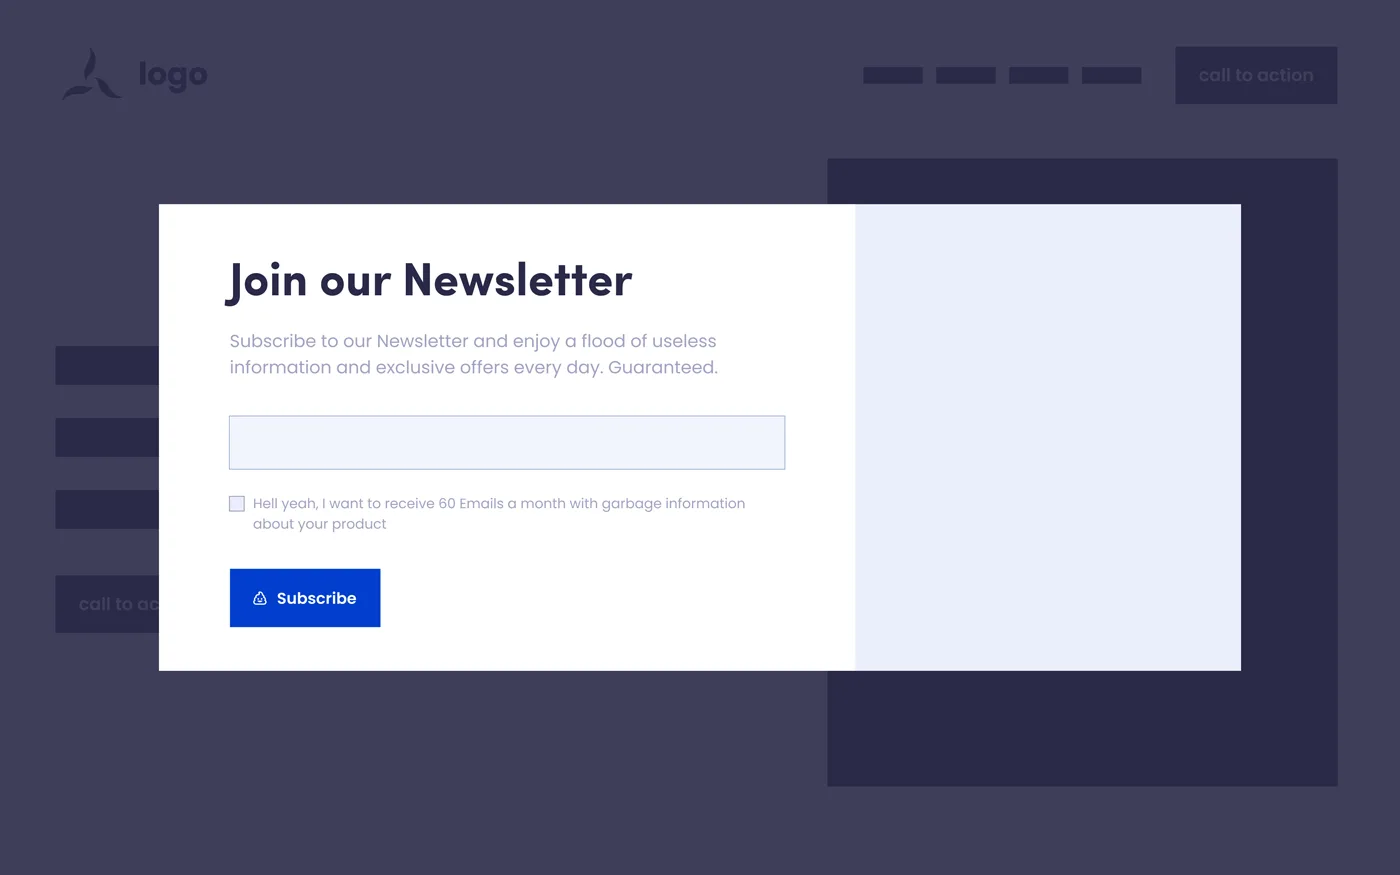 logo
call to action
Join our Newsletter
Subscribe to our Newsletter and enjoy a flood of useless
information and exclusive offers every day. Guaranteed.
Hell yeah, I want to receive 60 Emails a month with garbage information
about your product
Subscribe
call to ac